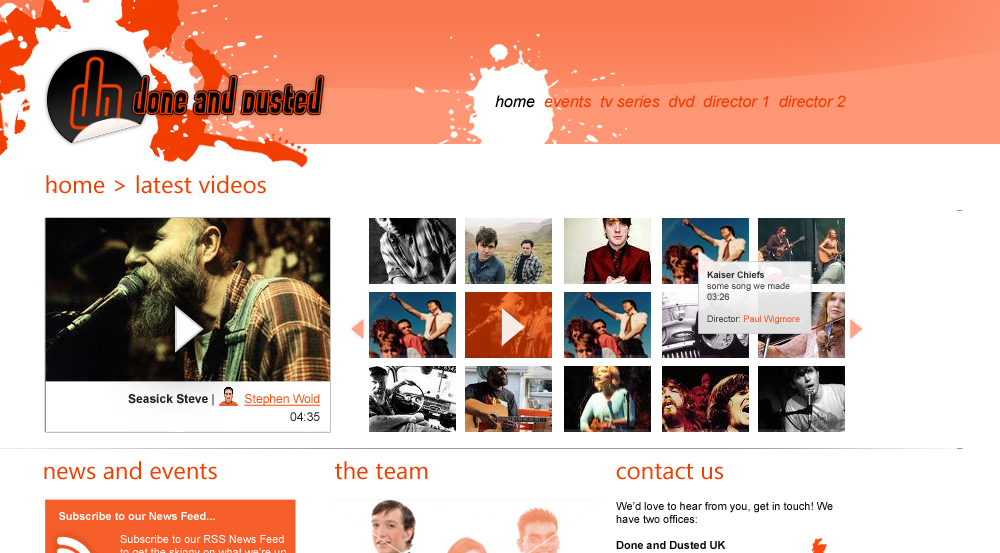 done and dusted
home events tv series dvd director 1 director 2
home > latest videos
Kaiser Chiefs
some song we made
03:26
Director: Paul Wigmore
Seasick Steve | Stephen Wold
04:35
news and events
the team
contact us
Subscribe to our News Feed...
Subscribe to our RSS News Feed
to get the skinny on what we're up
We'd love to hear from you, get in touch! We
have two offices:
Done and Dusted UK